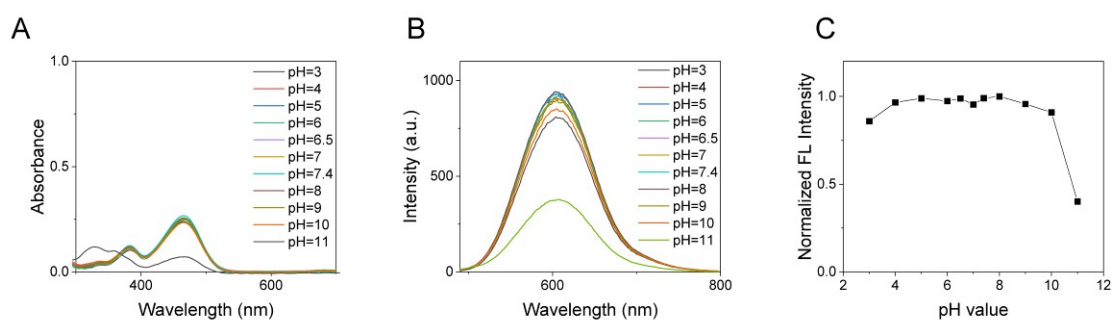 A
Absorbance
1.0
0.5
0.0
400
600
Wavelength (nm)
pH=3
pH=4
pH=5
pH=6
pH=6.5
pH=7
pH=7.4
pH=8
pH=9
pH=10
pH=11
B
Intensity (a.u.)
1000
500
0
600
800
Wavelength (nm)
pH=3
pH=4
pH=5
pH=6
pH=6.5
pH=7
pH=7.4
pH=8
pH=9
pH=10
pH=11
C
Normalized FL Intensity
1.0
0.5
0.0
2
4
6
8
10
12
pH value